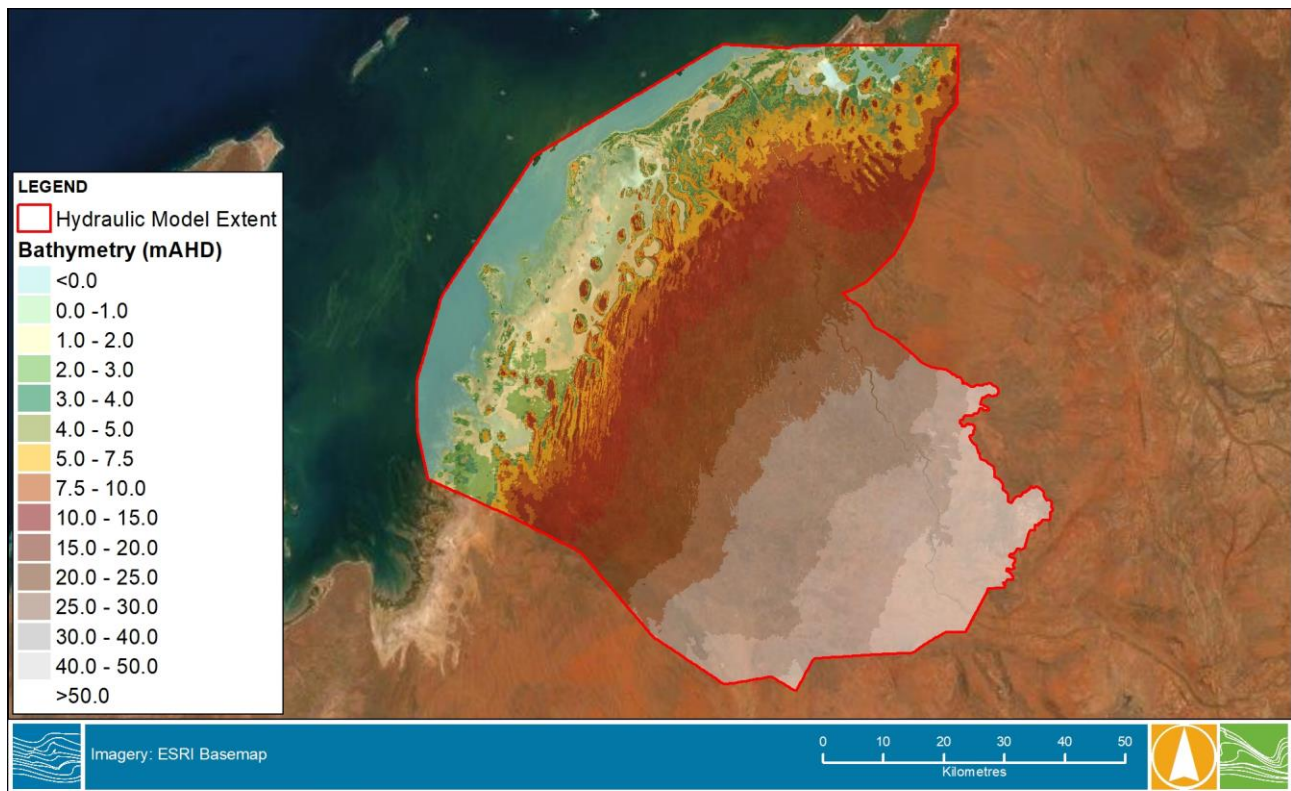 LEGEND
Hydraulic Model Extent
Bathymetry (mAHD)
<0.0
0.0 -1.0
1.0 - 2.0
2.0 - 3.0
3.0 - 4.0
4.0 - 5.0
5.0 - 7.5
7.5 - 10.0
10.0 - 15.0
15.0 - 20.0
20.0 - 25.0
25.0 - 30.0
30.0 - 40.0
40.0 - 50.0
>50.0
Imagery: ESRI Basemap
0 10 20 30 40 50
Kilometres